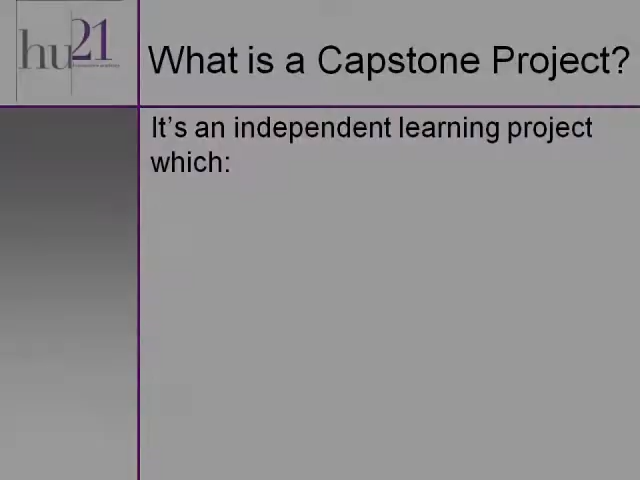 hu21
What is a Capstone Project?
It’s an independent learning project
which: